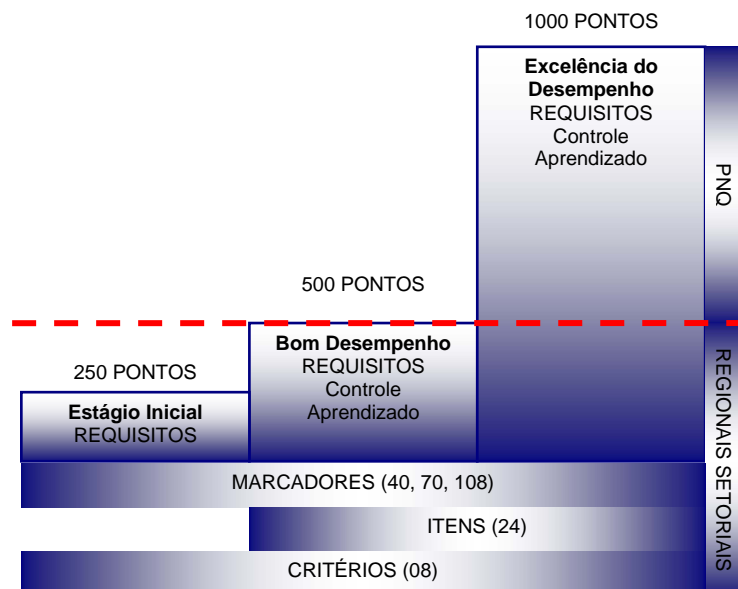 1000 PONTOS
Excelência do
Desempenho
REQUISITOS
Controle
Aprendizado
PNQ
500 PONTOS
Bom Desempenho
REQUISITOS
Controle
Aprendizado
250 PONTOS
Estágio Inicial
REQUISITOS
REGIONAIS SETORIAIS
MARCADORES (40, 70, 108)
ITENS (24)
CRITÉRIOS (08)